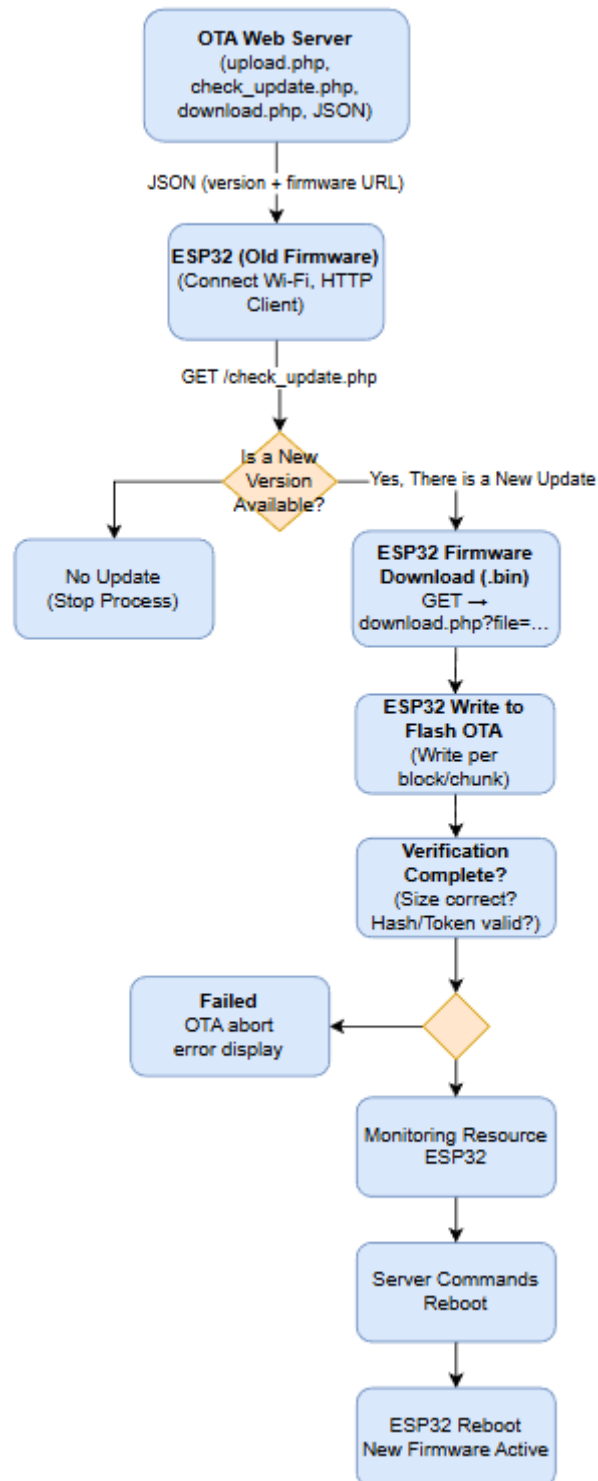 OTA Web Server
(upload.php,
check_update.php,
download.php, JSON)
JSON (version + firmware URL)
ESP32 (Old Firmware)
(Connect Wi-Fi, HTTP
Client)
GET /check_update.php
Is a New
Version
Available?
Yes, There is a New Update
No Update
(Stop Process)
ESP32 Firmware
Download (.bin)
GET →
download.php?file=...
ESP32 Write to
Flash OTA
(Write per
block/chunk)
Verification
Complete?
(Size correct?
Hash/Token valid?)
Failed
OTA abort
error display
Monitoring Resource
ESP32
Server Commands
Reboot
ESP32 Reboot
New Firmware Active